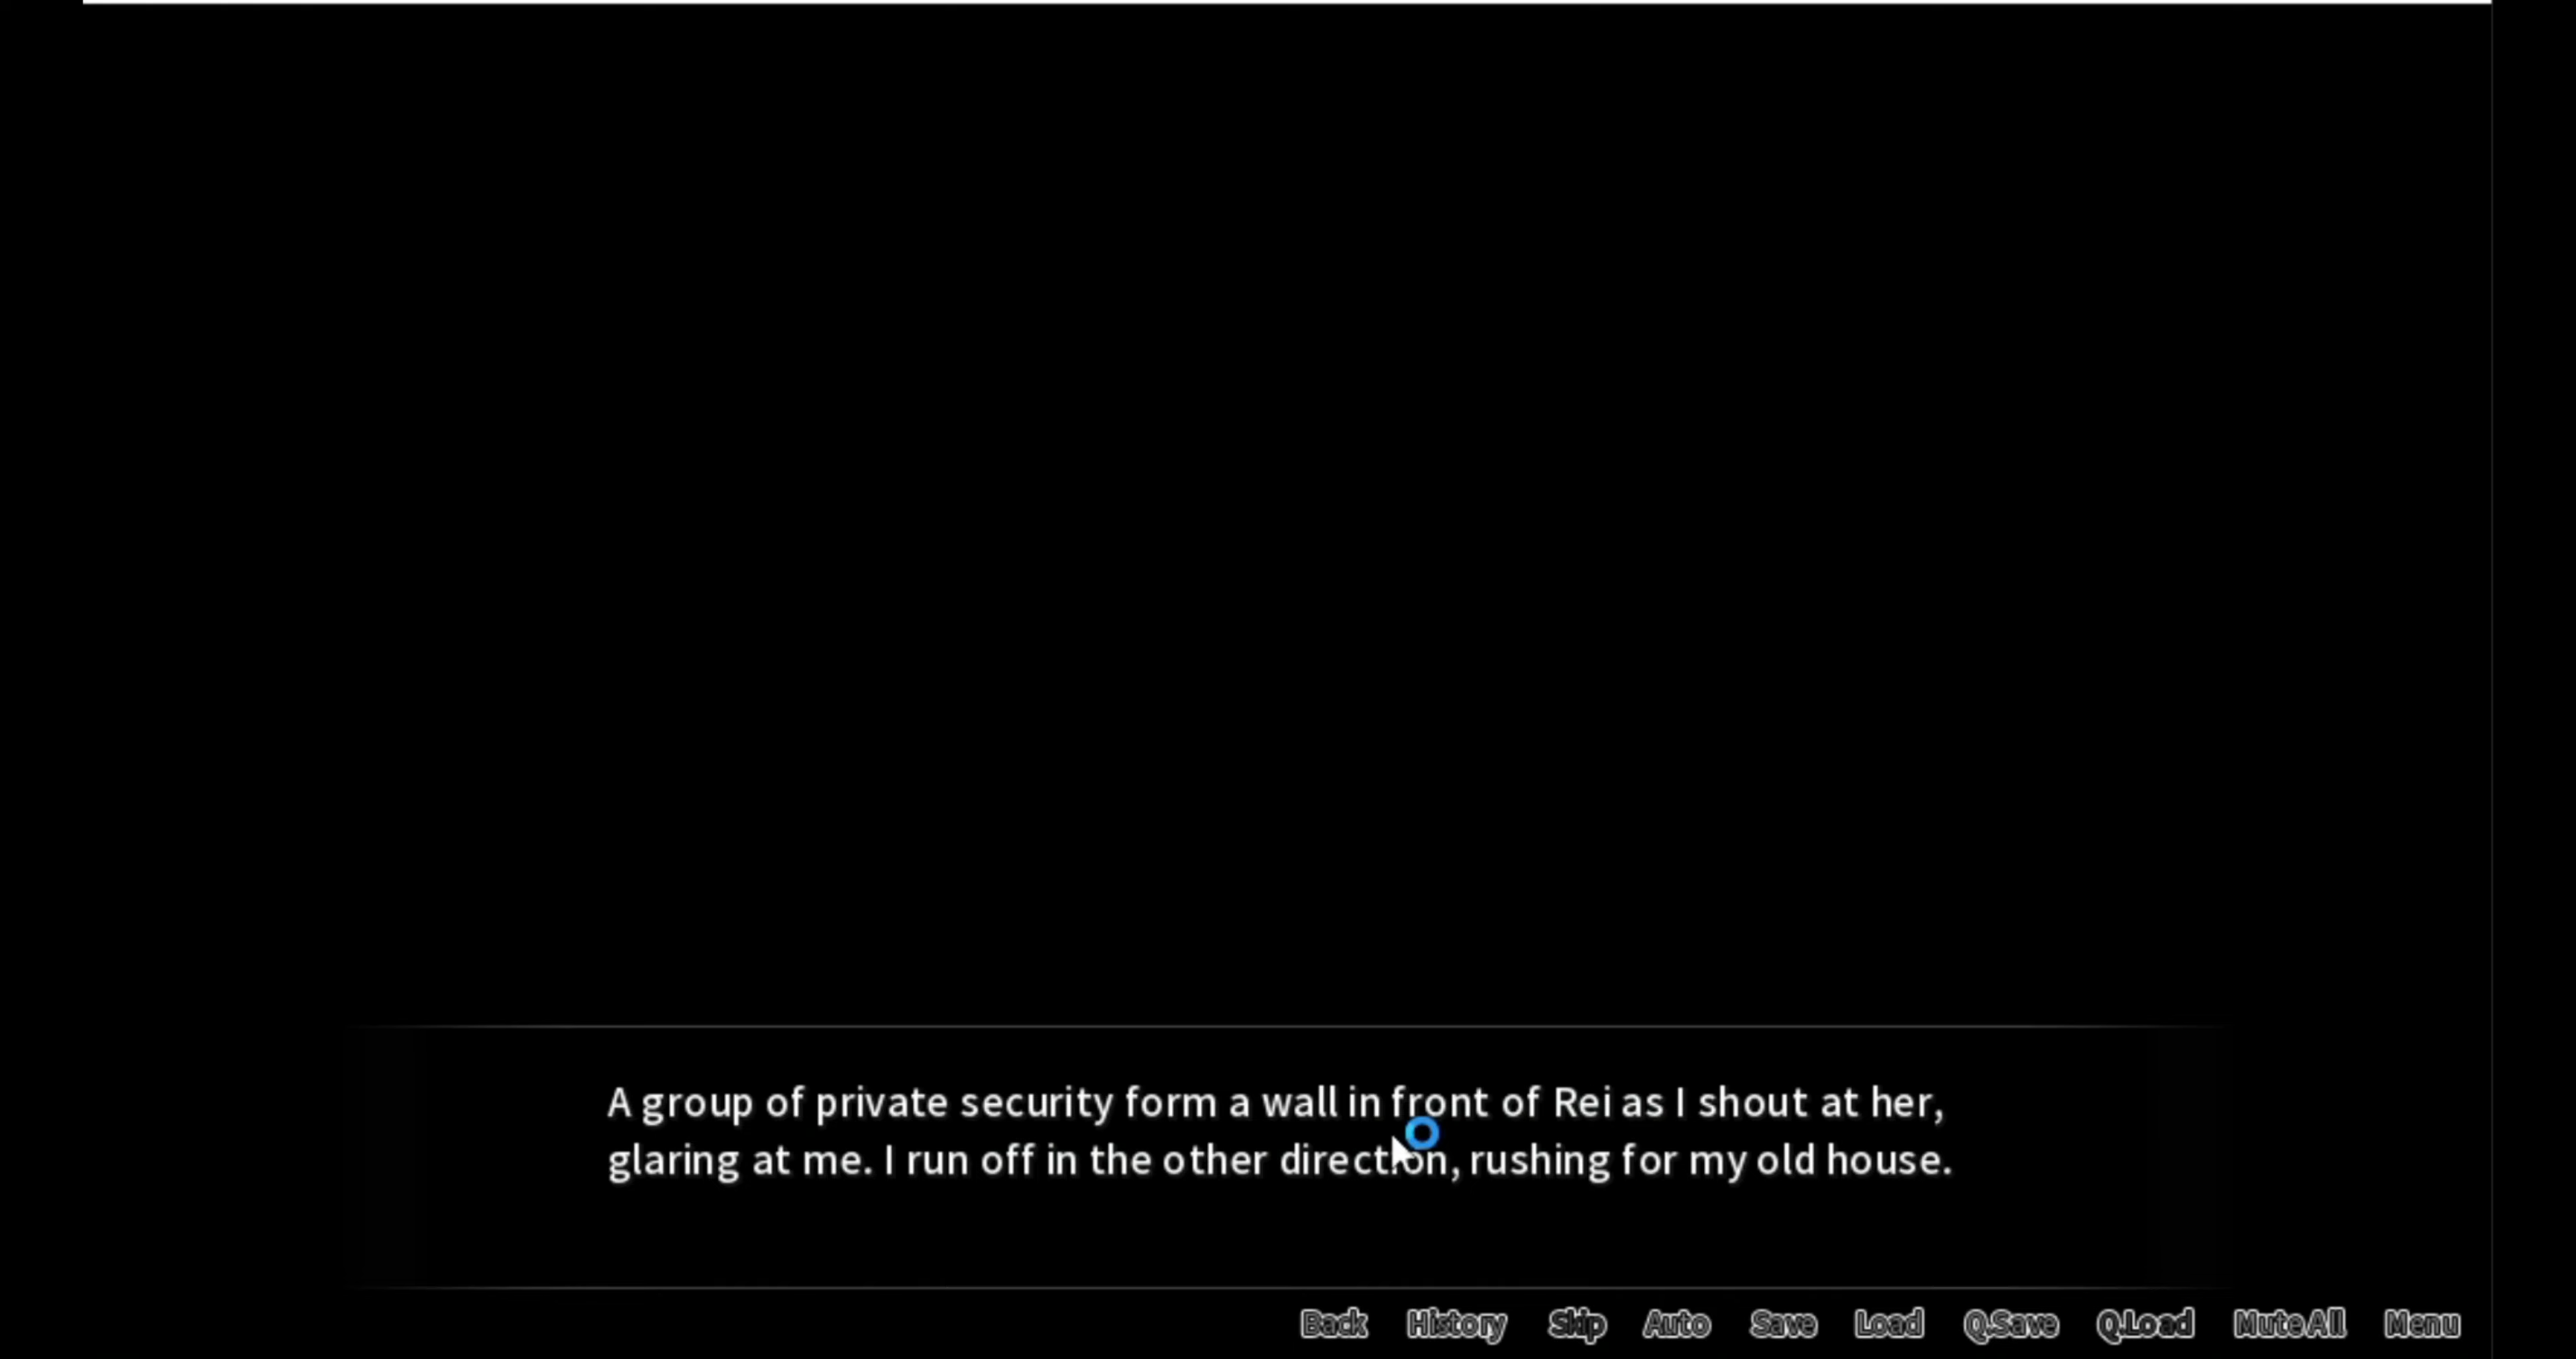 A group of private security form a wall in front of Rei as I shout at her,
glaring at me. I run off in the other direction, rushing for my old house.
Back History Skip Auto Save Load Q.Save Q.Load Mute All Menu